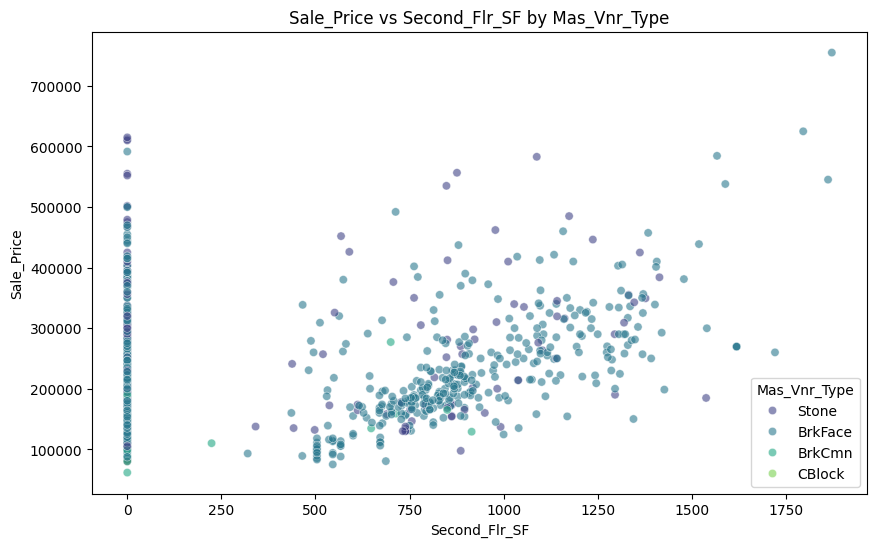 Sale_Price vs Second_Flr_SF by Mas_Vnr_Type
Sale_Price
700000
600000
500000
400000
300000
200000
100000
0
250
500
750
1000
1250
1500
1750
Second_Flr_SF
Mas_Vnr_Type
Stone
BrkFace
BrkCmn
CBlock